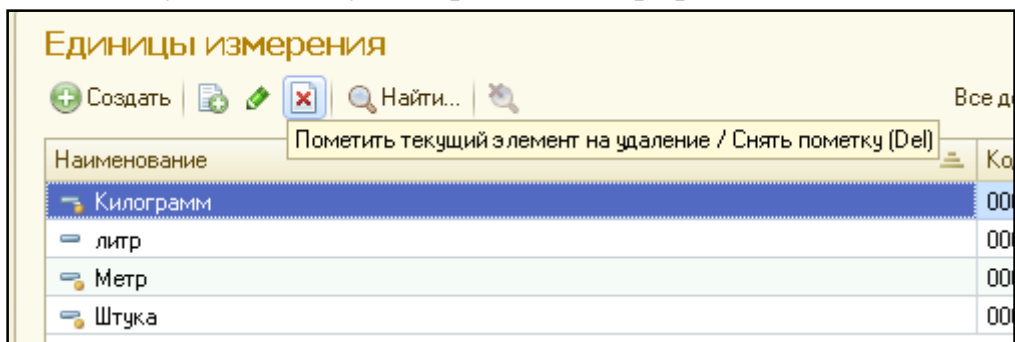 Единицы измерения
Создать Найти... Все д
Пометить текущий элемент на удаление / Снять пометку (Del)
Наименование Ко
Килограмм 00
литр 00
Метр 00
Штука 00